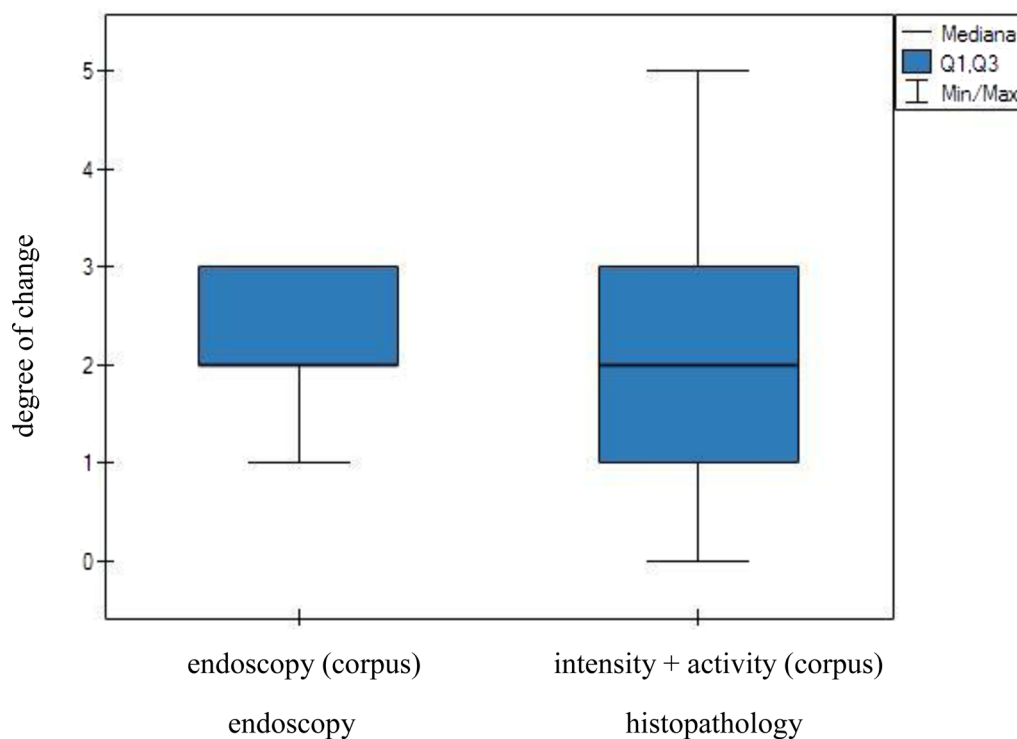 Mediana
Q1,Q3
Min/Max
degree of change
5
4
3
2
1
0
endoscopy (corpus) intensity + activity (corpus)
endoscopy histopathology